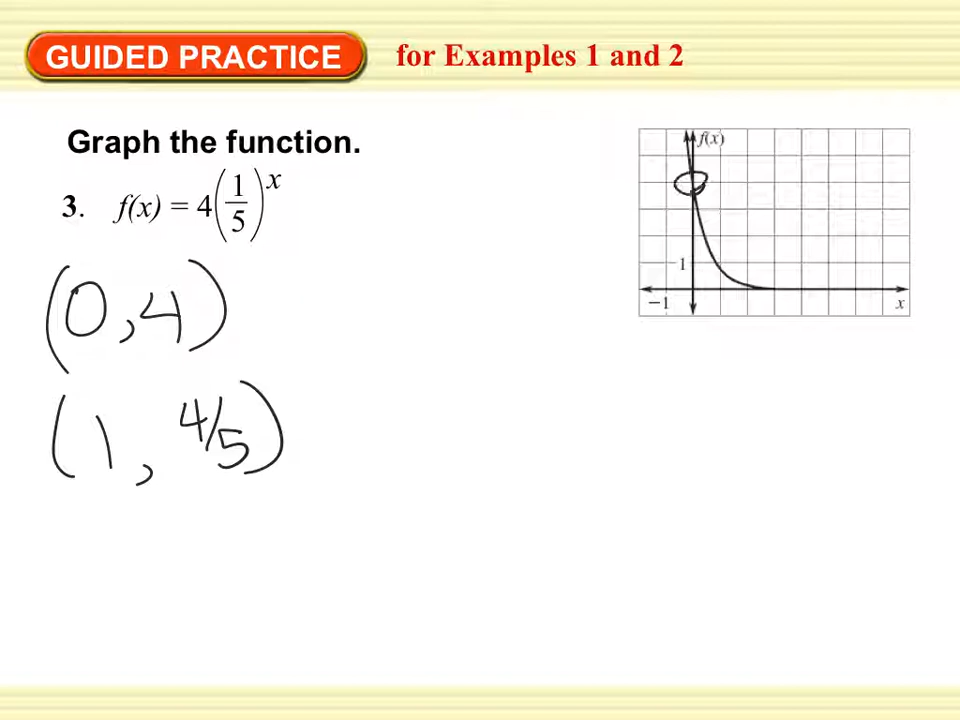 GUIDED PRACTICE for Examples 1 and 2
Graph the function.
3. f(x) = 4(1/5)^x
(0,4)
(1, 4/5)
f(x)
1
−1
x